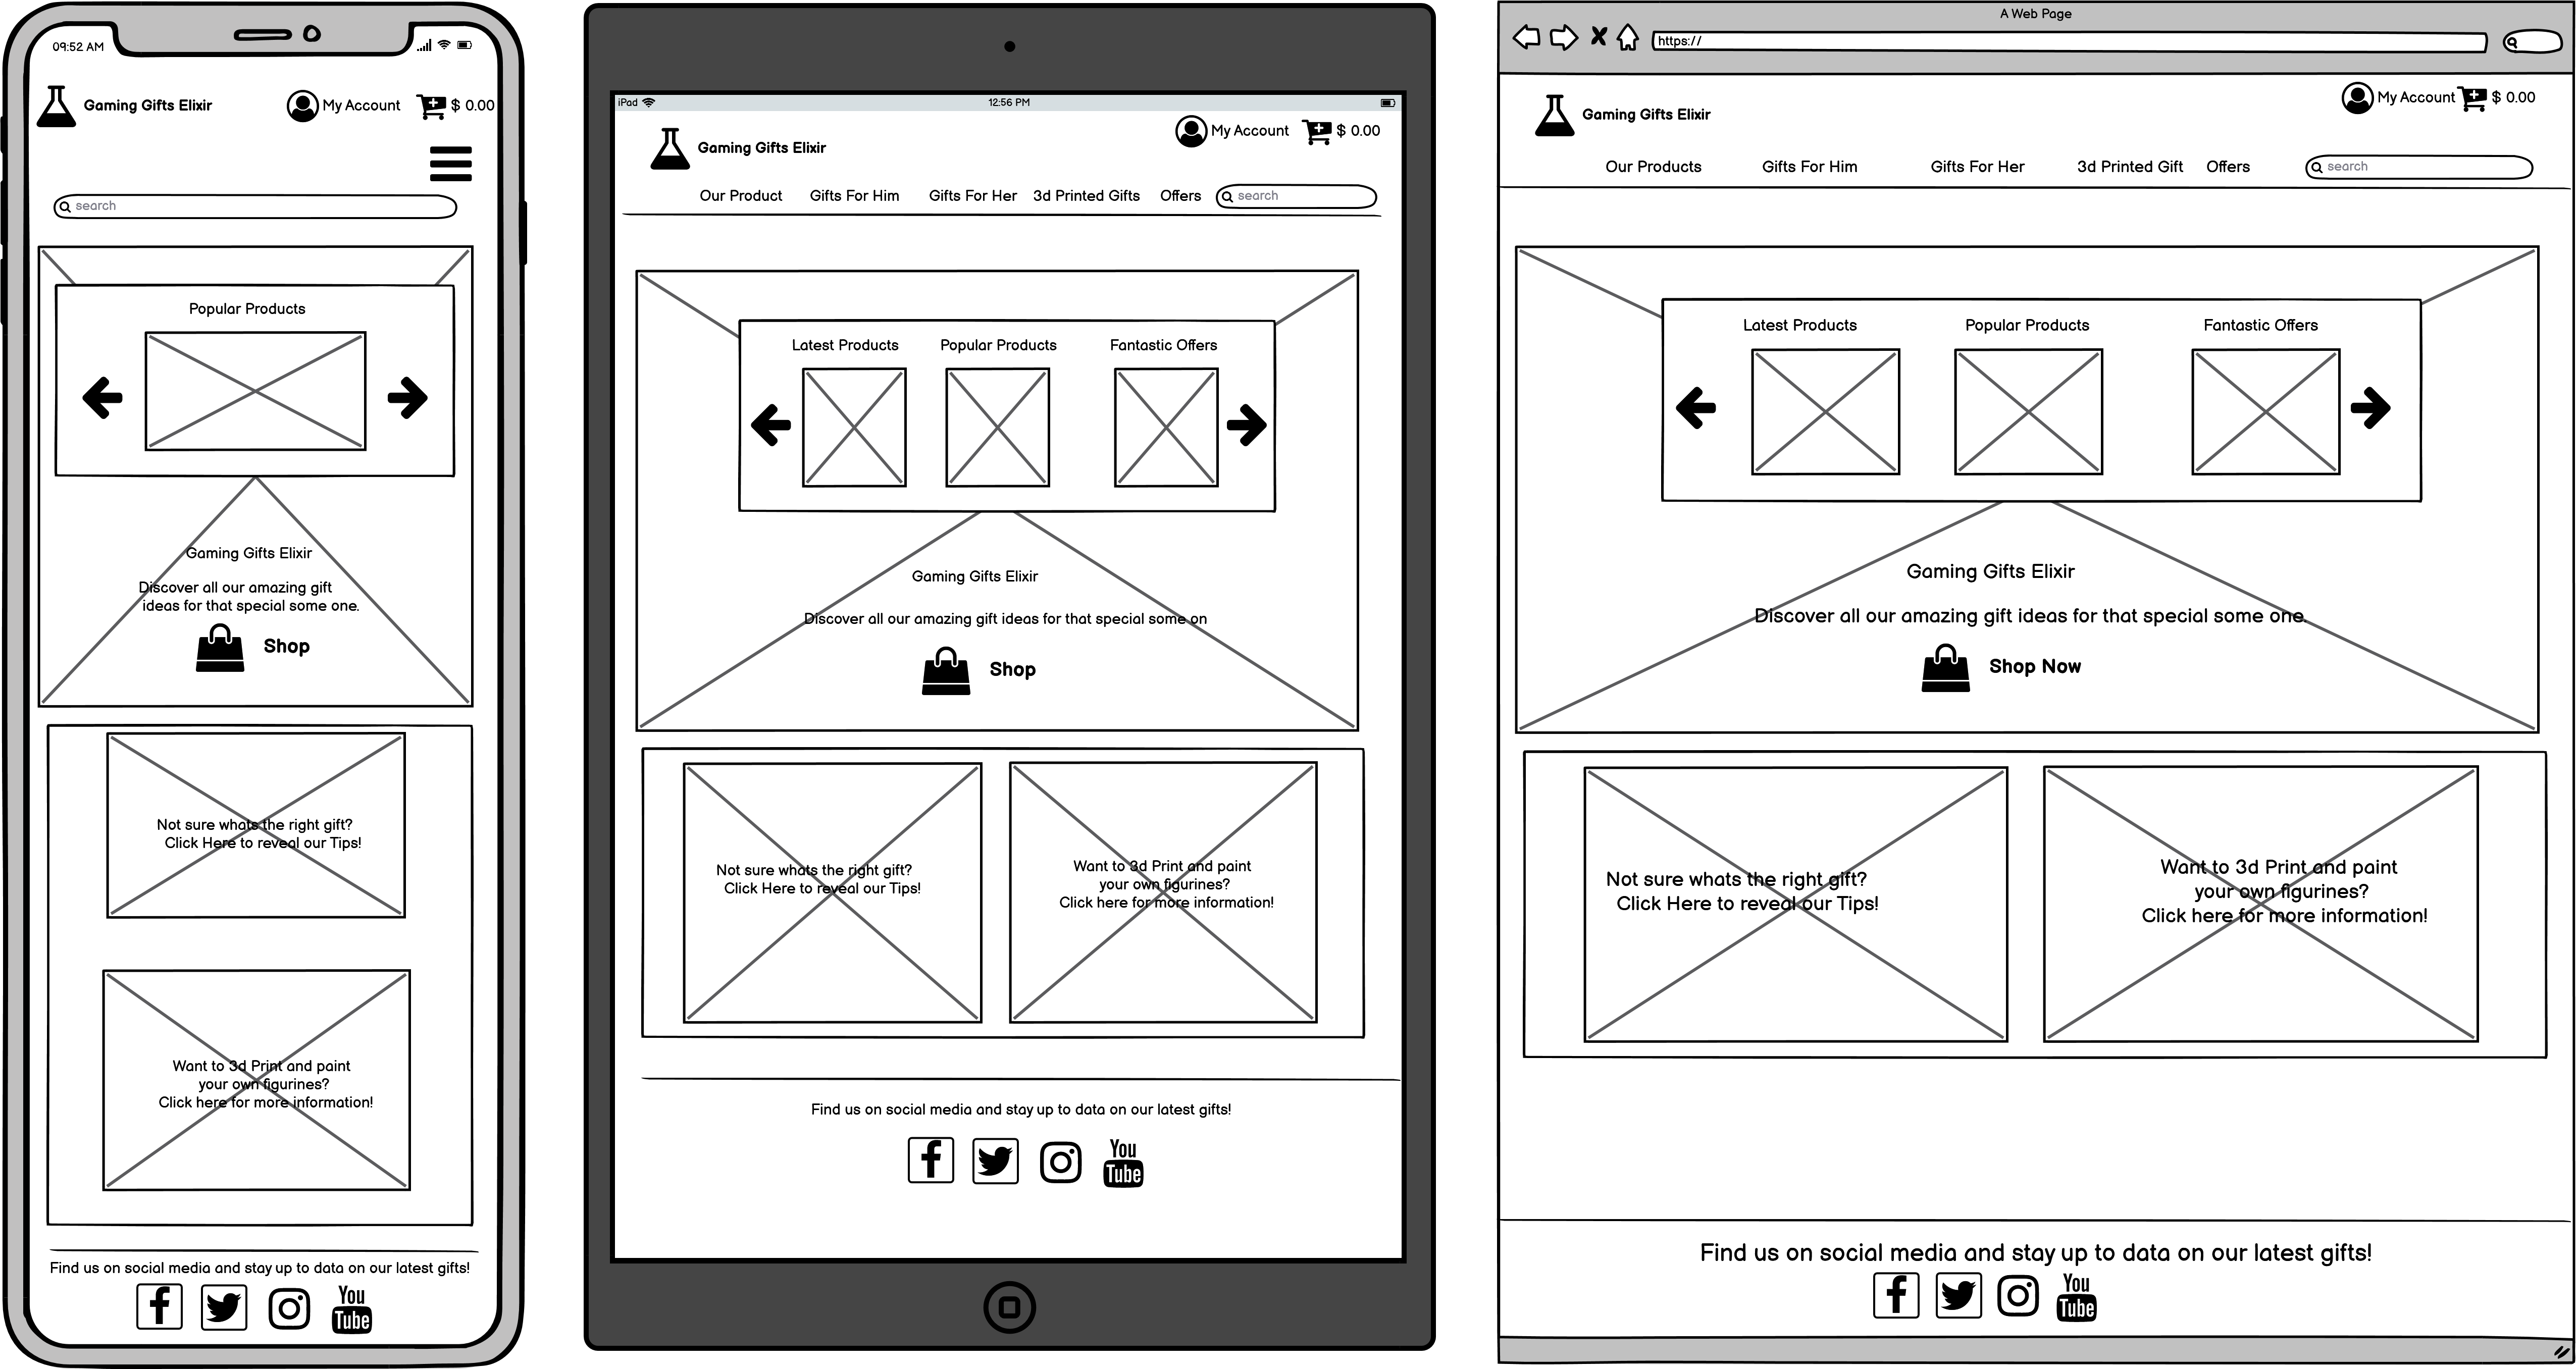 09:52 AM
Gaming Gifts Elixir
My Account
$ 0.00
search
Popular Products
Gaming Gifts Elixir
Discover all our amazing gift
ideas for that special some one.
Shop
Not sure whats the right gift?
Click Here to reveal our Tips!
Want to 3d Print and paint
your own figurines?
Click here for more information!
Find us on social media and stay up to data on our latest gifts!
f
You
Tube
iPad
12:56 PM
Gaming Gifts Elixir
My Account
$ 0.00
Our Product
Gifts For Him
Gifts For Her
3d Printed Gifts
Offers
search
Latest Products
Popular Products
Fantastic Offers
Gaming Gifts Elixir
Discover all our amazing gift ideas for that special some on
Shop
Not sure whats the right gift?
Click Here to reveal our Tips!
Want to 3d Print and paint
your own figurines?
Click here for more information!
Find us on social media and stay up to data on our latest gifts!
f
You
Tube
A Web Page
https://
Gaming Gifts Elixir
My Account
$ 0.00
Our Products
Gifts For Him
Gifts For Her
3d Printed Gift
Offers
search
Latest Products
Popular Products
Fantastic Offers
Gaming Gifts Elixir
Discover all our amazing gift ideas for that special some one.
Shop Now
Not sure whats the right gift?
Click Here to reveal our Tips!
Want to 3d Print and paint
your own figurines?
Click here for more information!
Find us on social media and stay up to data on our latest gifts!
f
You
Tube